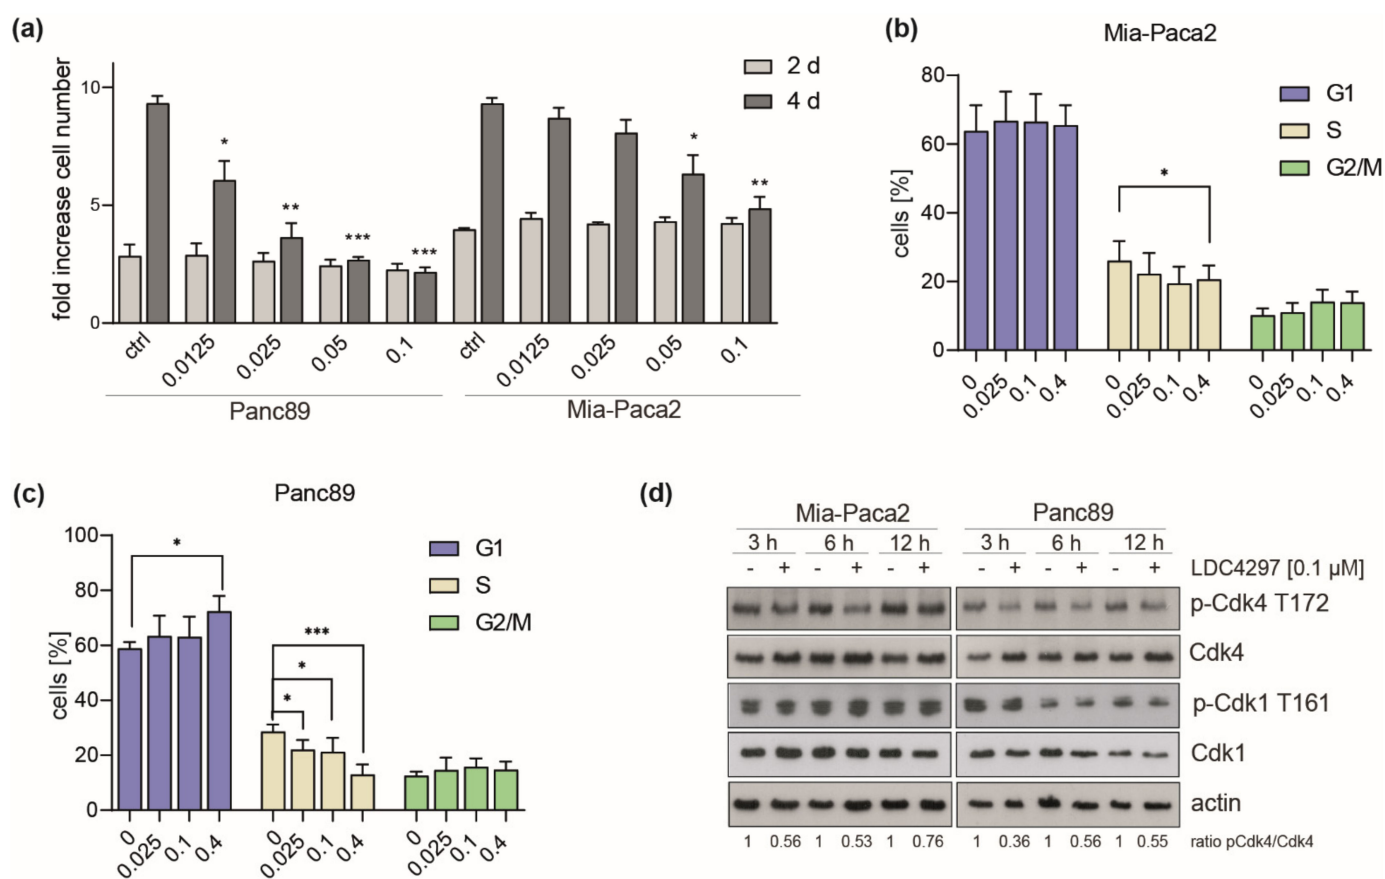 (a)
fold increase cell number
10
5
0
2 d
4 d
* ** *** *** * **
ctrl 0.0125 0.025 0.05 0.1 ctrl 0.0125 0.025 0.05 0.1
Panc89 Mia-Paca2
(b)
Mia-Paca2
cells [%]
80
60
40
20
0
G1
S
G2/M
*
0 0.025 0.1 0.4 0 0.025 0.1 0.4 0 0.025 0.1 0.4
(c)
Panc89
cells [%]
100
80
60
40
20
0
G1
S
G2/M
*
***
*
*
0 0.025 0.1 0.4 0 0.025 0.1 0.4 0 0.025 0.1 0.4
(d)
Mia-Paca2 Panc89
3 h 6 h 12 h 3 h 6 h 12 h
- + - + - + - + - + - + LDC4297 [0.1 µM]
p-Cdk4 T172
Cdk4
p-Cdk1 T161
Cdk1
actin
1 0.56 1 0.53 1 0.76 1 0.36 1 0.56 1 0.55 ratio pCdk4/Cdk4